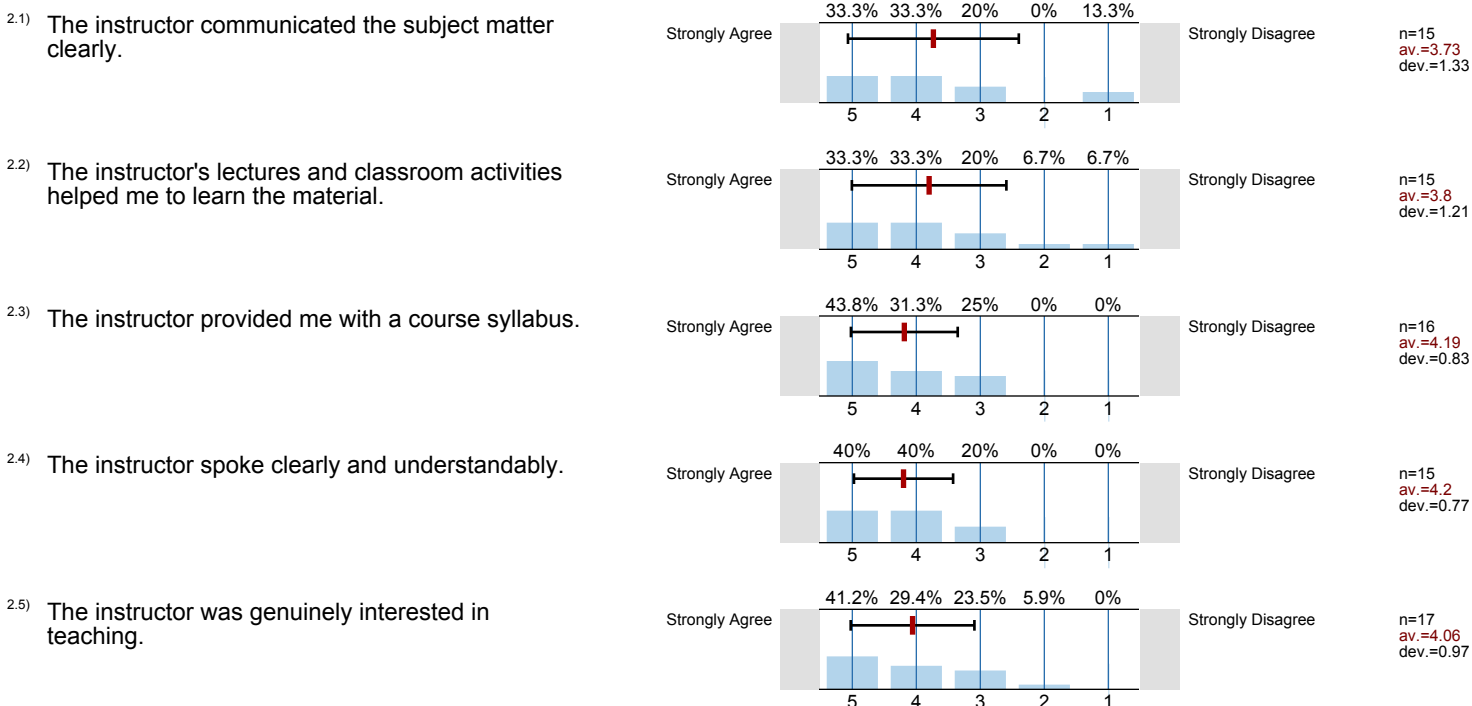 2.1) The instructor communicated the subject matter
clearly.
33.3% 33.3% 20% 0% 13.3%
Strongly Agree
Strongly Disagree
n=15
av.=3.73
dev.=1.33
5 4 3 2 1
2.2) The instructor's lectures and classroom activities
helped me to learn the material.
33.3% 33.3% 20% 6.7% 6.7%
Strongly Agree
Strongly Disagree
n=15
av.=3.8
dev.=1.21
5 4 3 2 1
2.3) The instructor provided me with a course syllabus.
43.8% 31.3% 25% 0% 0%
Strongly Agree
Strongly Disagree
n=16
av.=4.19
dev.=0.83
5 4 3 2 1
2.4) The instructor spoke clearly and understandably.
40% 40% 20% 0% 0%
Strongly Agree
Strongly Disagree
n=15
av.=4.2
dev.=0.77
5 4 3 2 1
2.5) The instructor was genuinely interested in
teaching.
41.2% 29.4% 23.5% 5.9% 0%
Strongly Agree
Strongly Disagree
n=17
av.=4.06
dev.=0.97
5 4 3 2 1